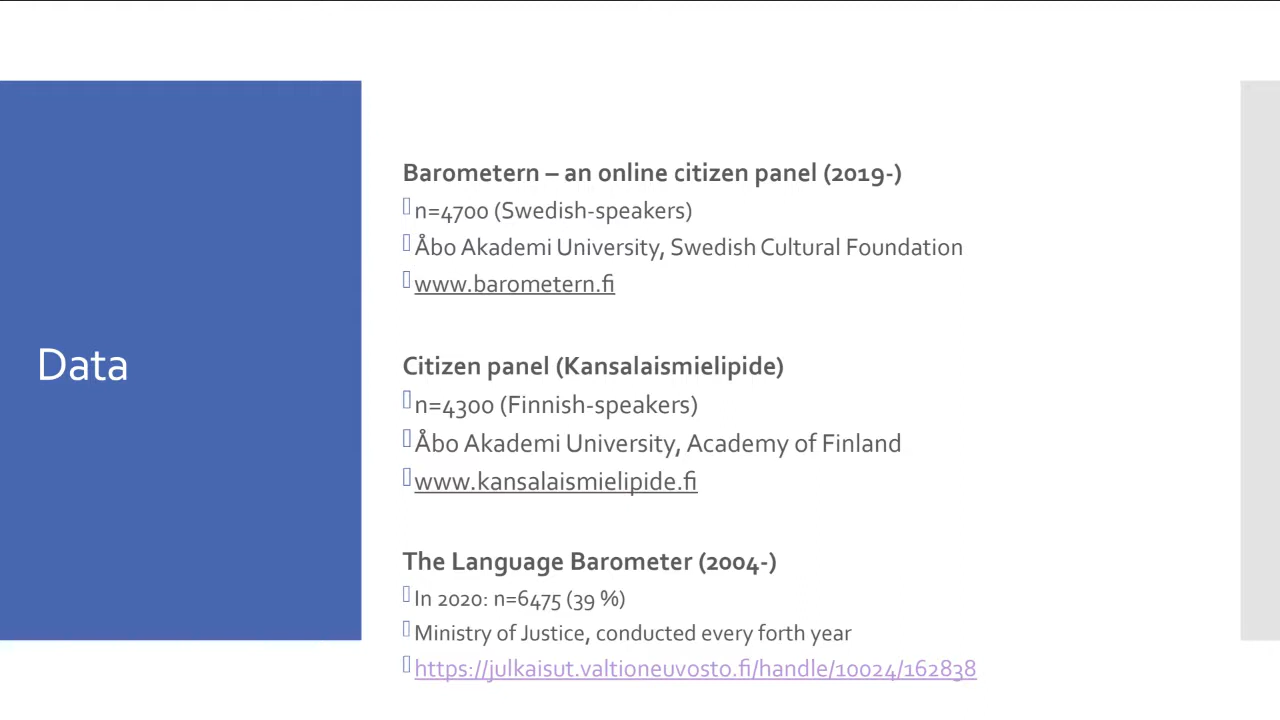 Data
Barometern – an online citizen panel (2019-)
n=4700 (Swedish-speakers)
Åbo Akademi University, Swedish Cultural Foundation
www.barometern.fi
Citizen panel (Kansalaismielipide)
n=4300 (Finnish-speakers)
Åbo Akademi University, Academy of Finland
www.kansalaismielipide.fi
The Language Barometer (2004-)
In 2020: n=6475 (39 %)
Ministry of Justice, conducted every forth year
https://julkaisut.valtioneuvosto.fi/handle/10024/162838